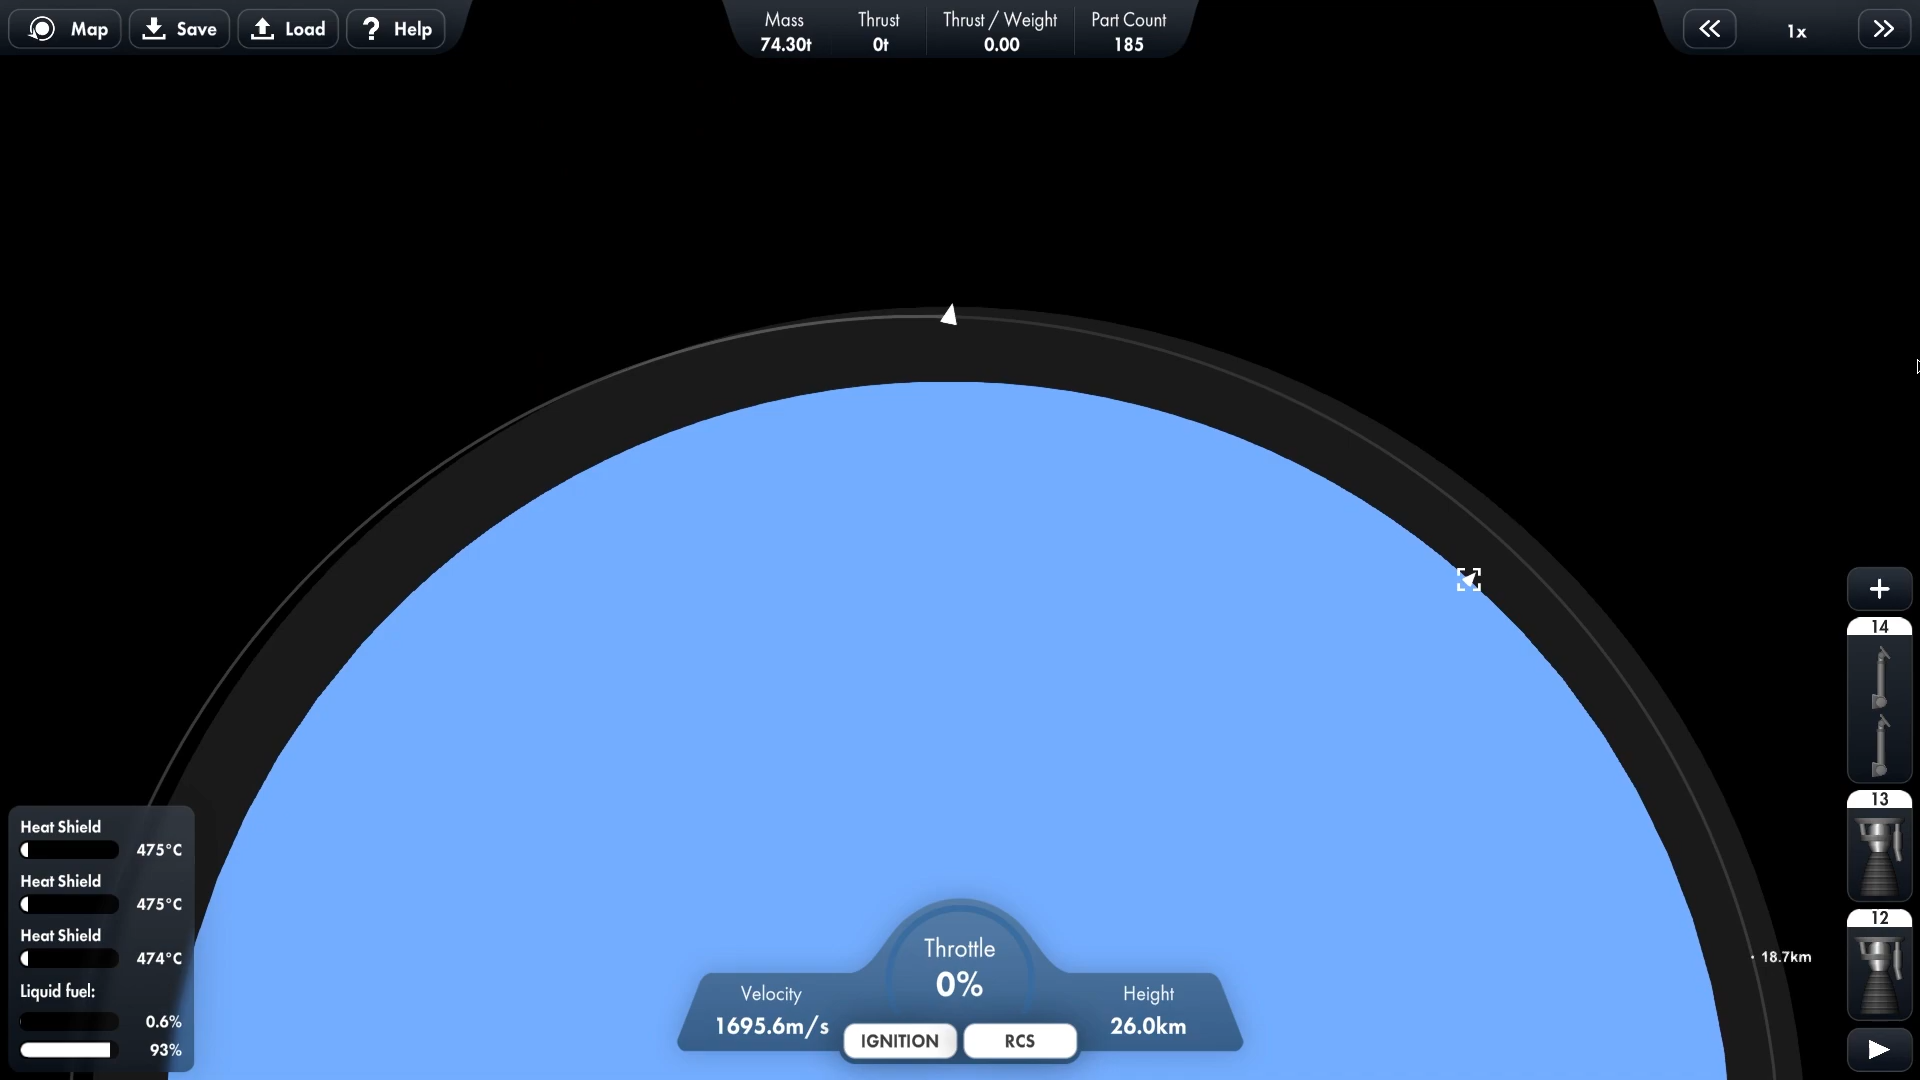 Map
Save
Load
? Help
Mass
74.30t
Thrust
0t
Thrust / Weight
0.00
Part Count
185
1x
14
13
12
18.7km
Heat Shield
475°C
Heat Shield
475°C
Heat Shield
474°C
Liquid fuel:
0.6%
93%
Throttle
0%
Velocity
1695.6m/s
IGNITION
RCS
Height
26.0km